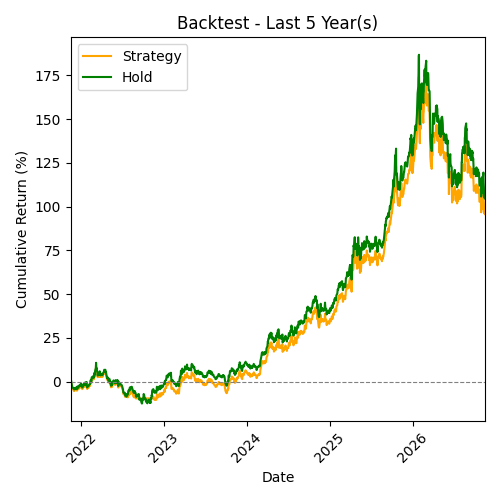 Backtest - Last 5 Year(s)
Strategy
Hold
Cumulative Return (%)
175
150
125
100
75
50
25
0
2022
2023
2024
2025
2026
Date